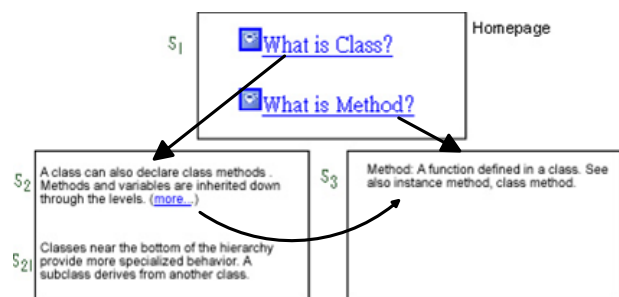 Homepage
S1
What is Class?
What is Method?
S2
A class can also declare class methods .
Methods and variables are inherited down
through the levels. (more...)
S21
Classes near the bottom of the hierarchy
provide more specialized behavior. A
subclass derives from another class.
S3
Method: A function defined in a class. See
also instance method, class method.